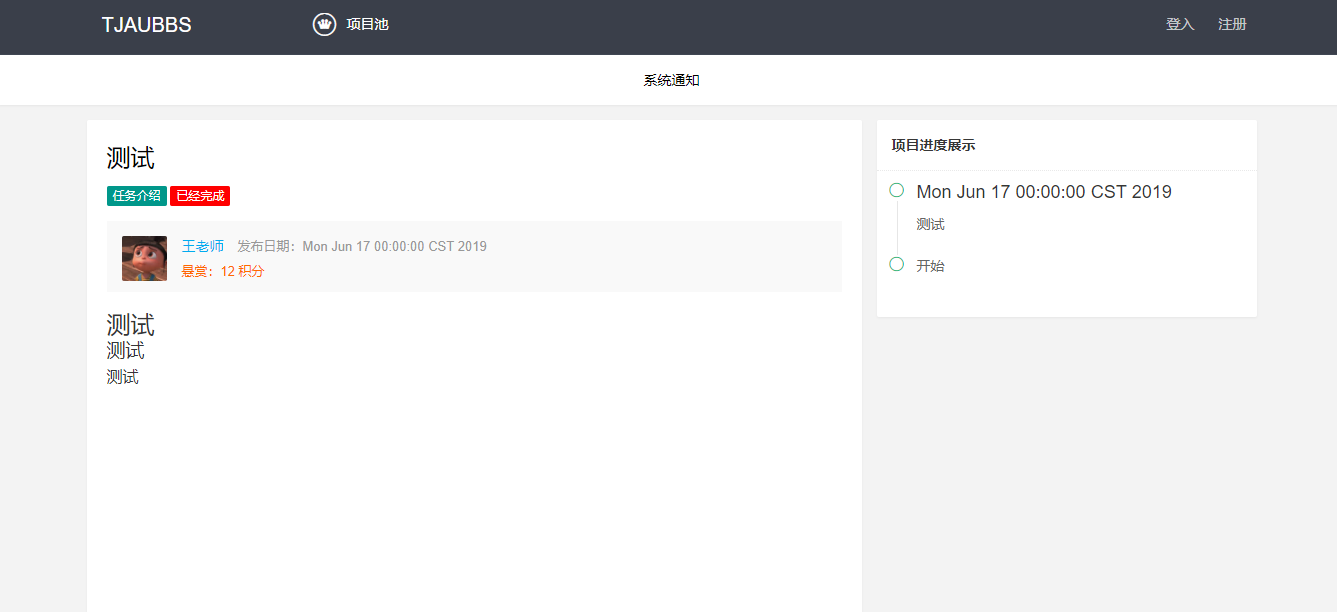 TJAUBBS 项目池 登入 注册
系统通知
测试
任务介绍 已经完成
王老师 发布日期：Mon Jun 17 00:00:00 CST 2019
悬赏：12 积分
测试
测试
测试
项目进度展示
Mon Jun 17 00:00:00 CST 2019
测试
开始